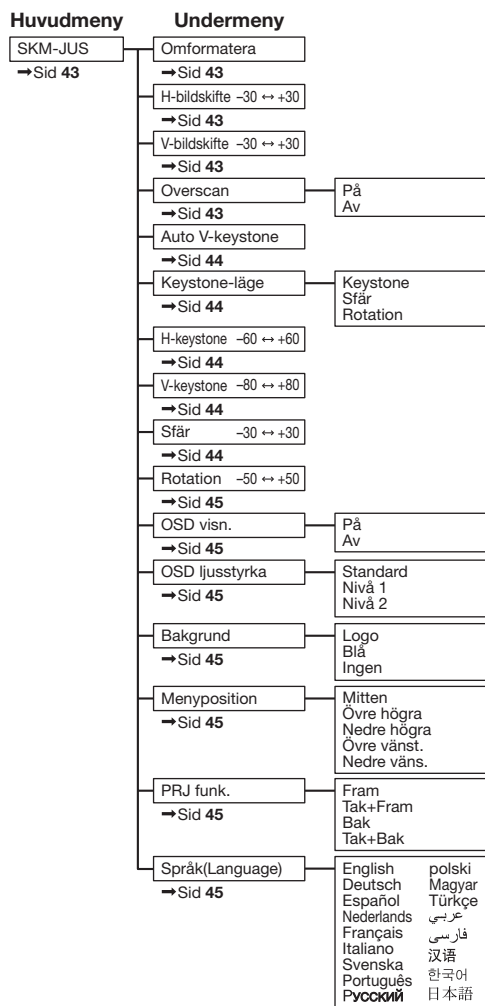 Huvudmeny
Undermeny
SKM-JUS
➞Sid 43
Omformatera
➞Sid 43
H-bildskifte –30 ↔ +30
➞Sid 43
V-bildskifte –30 ↔ +30
➞Sid 43
Overscan
➞Sid 43
På
Av
Auto V-keystone
➞Sid 44
Keystone-läge
➞Sid 44
Keystone
Sfär
Rotation
H-keystone –60 ↔ +60
➞Sid 44
V-keystone –80 ↔ +80
➞Sid 44
Sfär –30 ↔ +30
➞Sid 44
Rotation –50 ↔ +50
➞Sid 45
OSD visn.
➞Sid 45
På
Av
OSD ljusstyrka
➞Sid 45
Standard
Nivå 1
Nivå 2
Bakgrund
➞Sid 45
Logo
Blå
Ingen
Menyposition
➞Sid 45
Mitten
Övre högra
Nedre högra
Övre vänst.
Nedre väns.
PRJ funk.
➞Sid 45
Fram
Tak+Fram
Bak
Tak+Bak
Språk(Language)
➞Sid 45
English
Deutsch
Español
Nederlands
Français
Italiano
Svenska
Português
Русский
polski
Magyar
Türkçe
عربي
فارسی
汉语
한국어
日本語